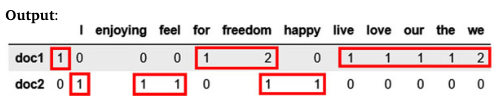 Output:
I enjoying feel for freedom happy live love our the we
doc1 1 0 0 0 1 2 0 1 1 1 1 2
doc2 0 1 1 1 0 1 1 0 0 0 0 0